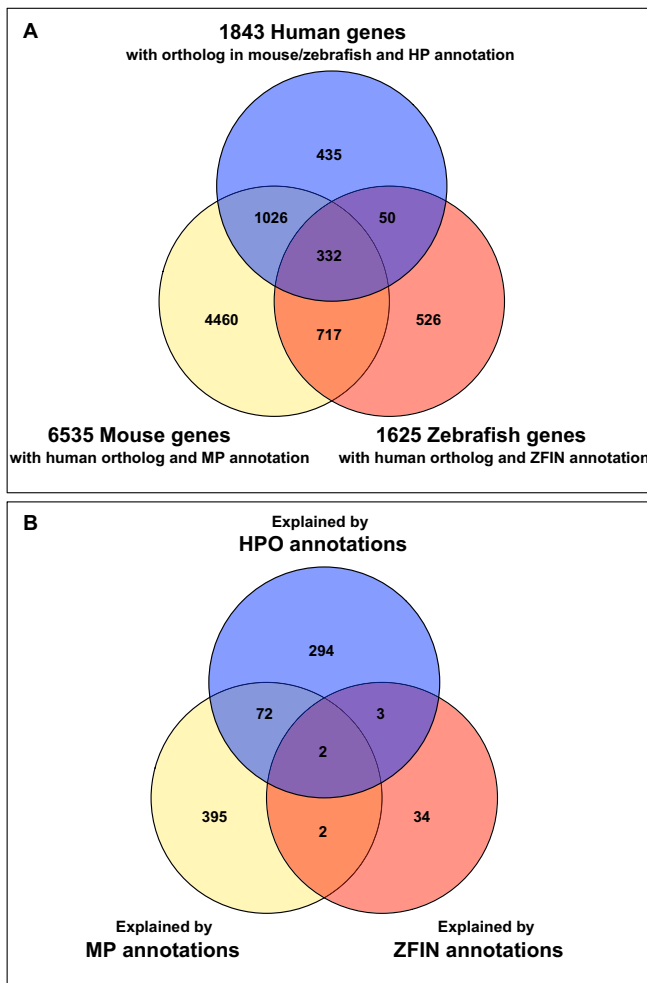 A
1843 Human genes
with ortholog in mouse/zebrafish and HP annotation
435
1026
50
332
4460
717
526
6535 Mouse genes
with human ortholog and MP annotation
1625 Zebrafish genes
with human ortholog and ZFIN annotation
B
Explained by
HPO annotations
294
72
3
2
395
2
34
Explained by
MP annotations
Explained by
ZFIN annotations